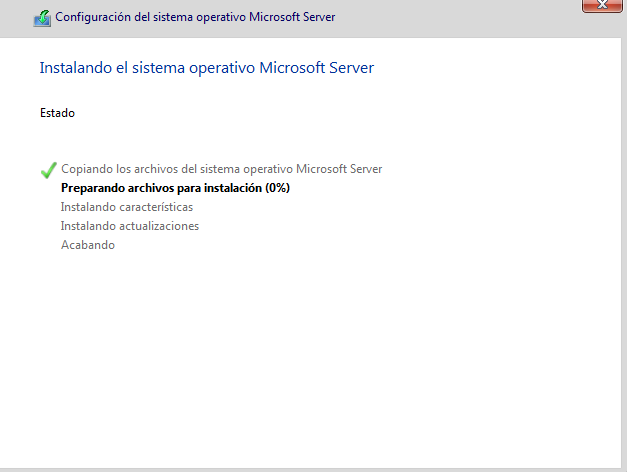 Configuración del sistema operativo Microsoft Server
Instalando el sistema operativo Microsoft Server
Estado
Copiando los archivos del sistema operativo Microsoft Server
Preparando archivos para instalación (0%)
Instalando características
Instalando actualizaciones
Acabando